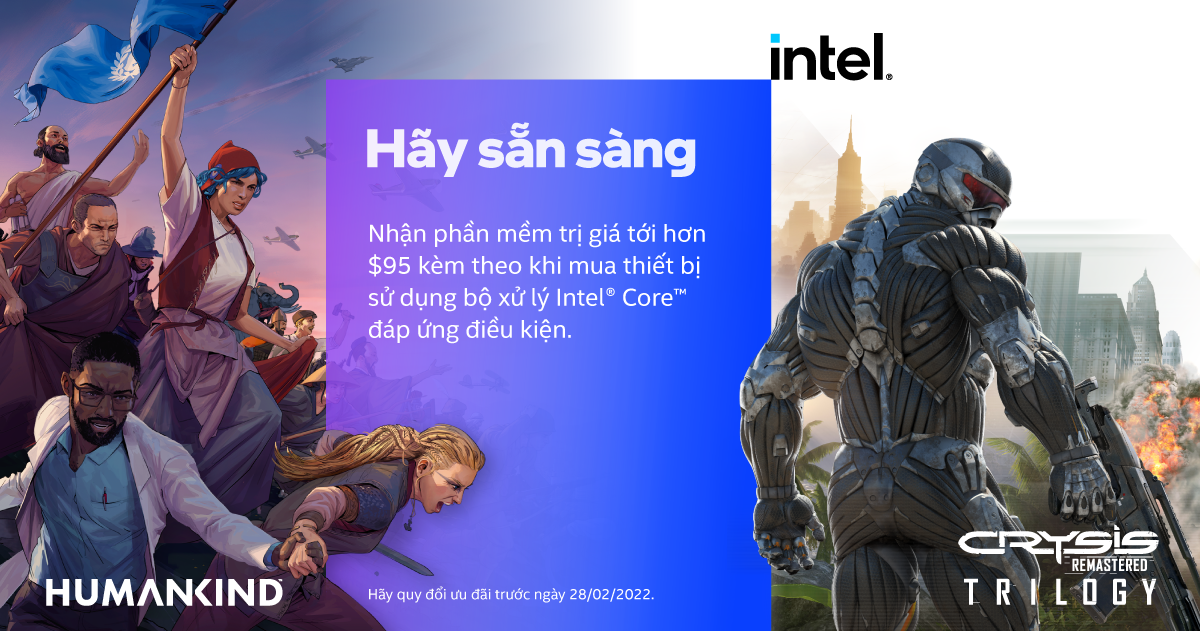 intel®
Hãy sẵn sàng
Nhận phần mềm trị giá tới hơn
$95 kèm theo khi mua thiết bị
sử dụng bộ xử lý Intel® Core™
đáp ứng điều kiện.
Hãy quy đổi ưu đãi trước ngày 28/02/2022.
HUMANKIND™
CRYSIS
REMASTERED
TRILOGY